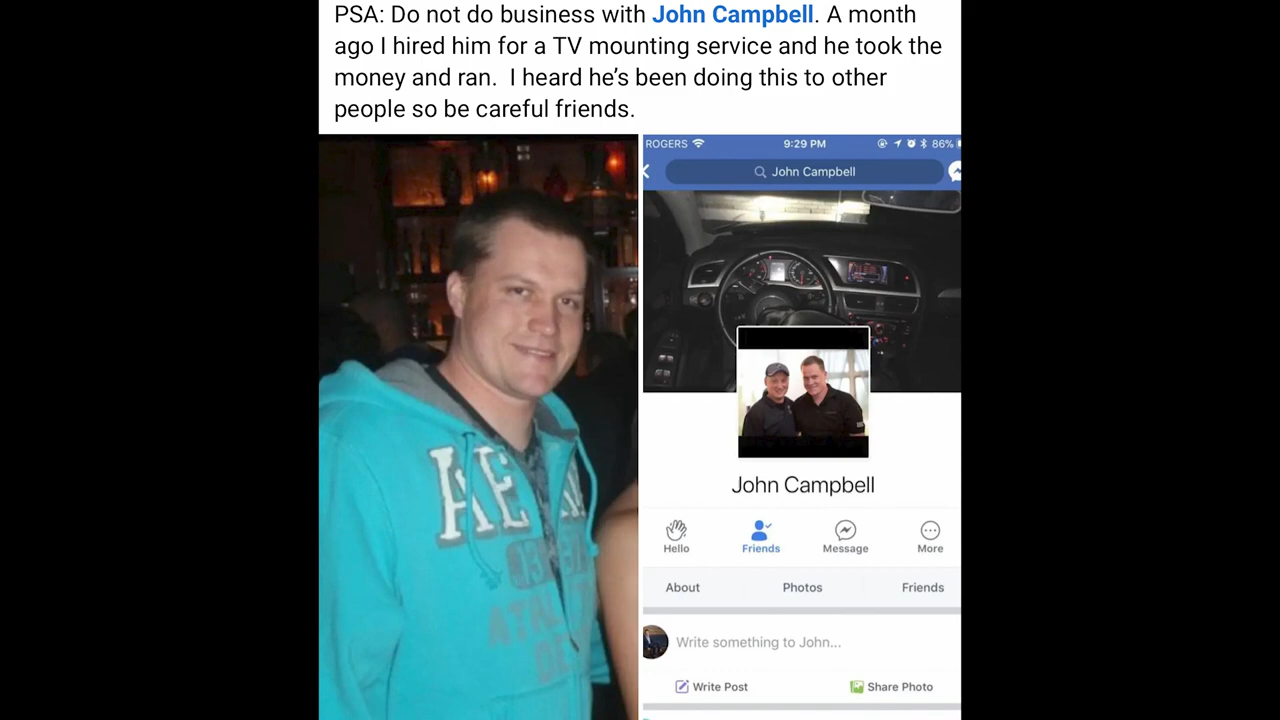 PSA: Do not do business with John Campbell. A month
ago I hired him for a TV mounting service and he took the
money and ran.  I heard he’s been doing this to other
people so be careful friends.
ROGERS 9:29 PM 86%
John Campbell
John Campbell
Hello Friends Message More
About Photos Friends
Write something to John...
Write Post Share Photo